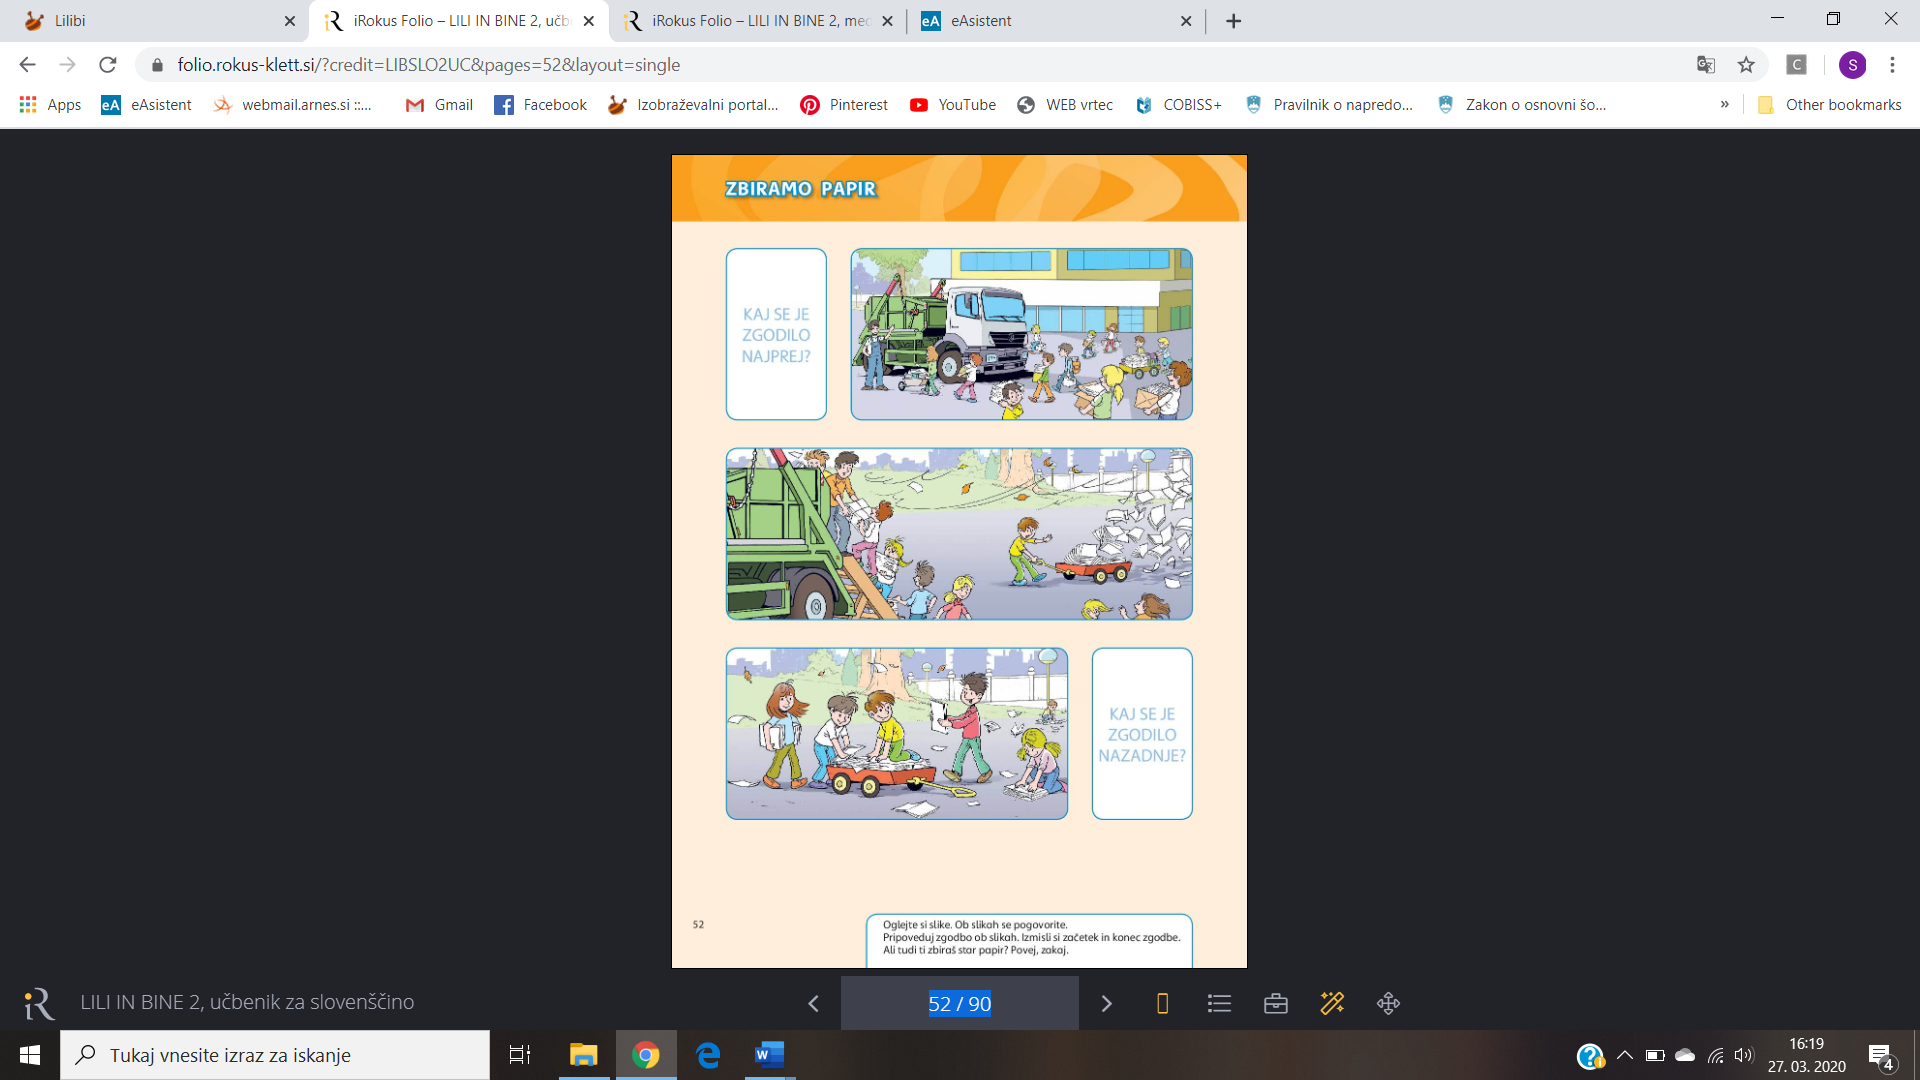 Lilibi
iRokus Folio – LILI IN BINE 2, učb
iRokus Folio – LILI IN BINE 2, med
eA eAsistent
folio.rokus-klett.si/?credit=LIBSLO2UC&pages=52&layout=single
S
Apps
eA eAsistent
webmail.arnes.si ::...
Gmail
Facebook
Izobraževalni portal...
Pinterest
YouTube
WEB vrtec
COBISS+
Pravilnik o napredo...
Zakon o osnovni šo...
»
Other bookmarks
ZBIRAMO PAPIR
KAJ SE JE
ZGODILO
NAJPREJ?
KAJ SE JE
ZGODILO
NAZADNJE?
52
Oglejte si slike. Ob slikah se pogovorite.
Pripoveduj zgodbo ob slikah. Izmisli si začetek in konec zgodbe.
Ali tudi ti zbiraš star papir? Povej, zakaj.
iR LILI IN BINE 2, učbenik za slovenščino
52 / 90
Tukaj vnesite izraz za iskanje
16:19
27. 03. 2020
4